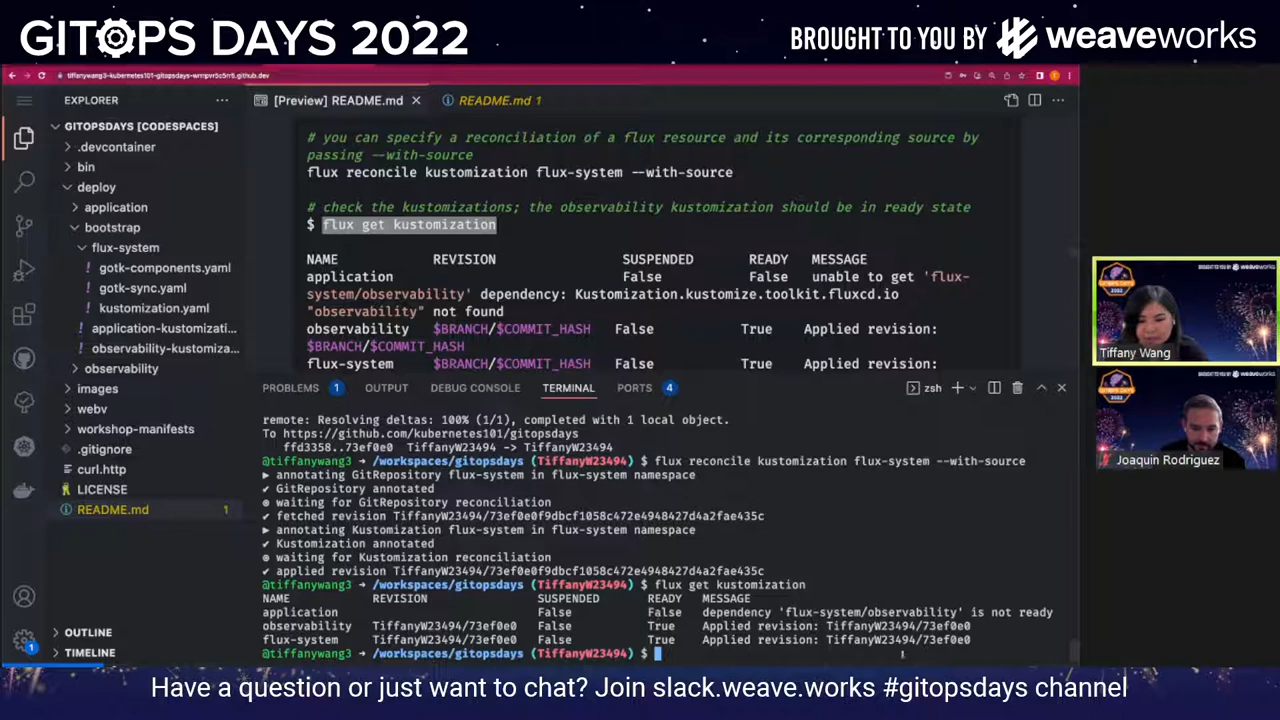 GITOPS DAYS 2022
BROUGHT TO YOU BY weaveworks
tiffanywang3-kubernetes101-gitopsdays-wrrpvr5c5rr5.github.dev
EXPLORER
[Preview] README.md
README.md 1
GITOPSDAYS [CODESPACES]
.devcontainer
bin
deploy
application
bootstrap
flux-system
gotk-components.yaml
gotk-sync.yaml
kustomization.yaml
application-kustomizati...
observability-kustomiza...
observability
images
webv
workshop-manifests
.gitignore
curl.http
LICENSE
README.md 1
OUTLINE
TIMELINE
1
# you can specify a reconciliation of a flux resource and its corresponding source by
passing --with-source
flux reconcile kustomization flux-system --with-source
# check the kustomizations; the observability kustomization should be in ready state
$ flux get kustomization
NAME REVISION SUSPENDED READY MESSAGE
application False False unable to get 'flux-
system/observability' dependency: Kustomization.kustomize.toolkit.fluxcd.io
"observability" not found
observability $BRANCH/$COMMIT_HASH False True Applied revision:
$BRANCH/$COMMIT_HASH
flux-system $BRANCH/$COMMIT_HASH False True Applied revision:
PROBLEMS 1 OUTPUT DEBUG CONSOLE TERMINAL PORTS 4 zsh
remote: Resolving deltas: 100% (1/1), completed with 1 local object.
To https://github.com/kubernetes101/gitopsdays
ffd3358..73ef0e0 TiffanyW23494 -> TiffanyW23494
@tiffanywang3 → /workspaces/gitopsdays (TiffanyW23494) $ flux reconcile kustomization flux-system --with-source
► annotating GitRepository flux-system in flux-system namespace
✔ GitRepository annotated
◎ waiting for GitRepository reconciliation
✔ fetched revision TiffanyW23494/73ef0e0f9dbcf1058c472e4948427d4a2fae435c
► annotating Kustomization flux-system in flux-system namespace
✔ Kustomization annotated
◎ waiting for Kustomization reconciliation
✔ applied revision TiffanyW23494/73ef0e0f9dbcf1058c472e4948427d4a2fae435c
@tiffanywang3 → /workspaces/gitopsdays (TiffanyW23494) $ flux get kustomization
NAME REVISION SUSPENDED READY MESSAGE
application False False dependency 'flux-system/observability' is not ready
observability TiffanyW23494/73ef0e0 False True Applied revision: TiffanyW23494/73ef0e0
flux-system TiffanyW23494/73ef0e0 False True Applied revision: TiffanyW23494/73ef0e0
@tiffanywang3 → /workspaces/gitopsdays (TiffanyW23494) $
Tiffany Wang
Joaquin Rodriguez
Have a question or just want to chat? Join slack.weave.works #gitopsdays channel